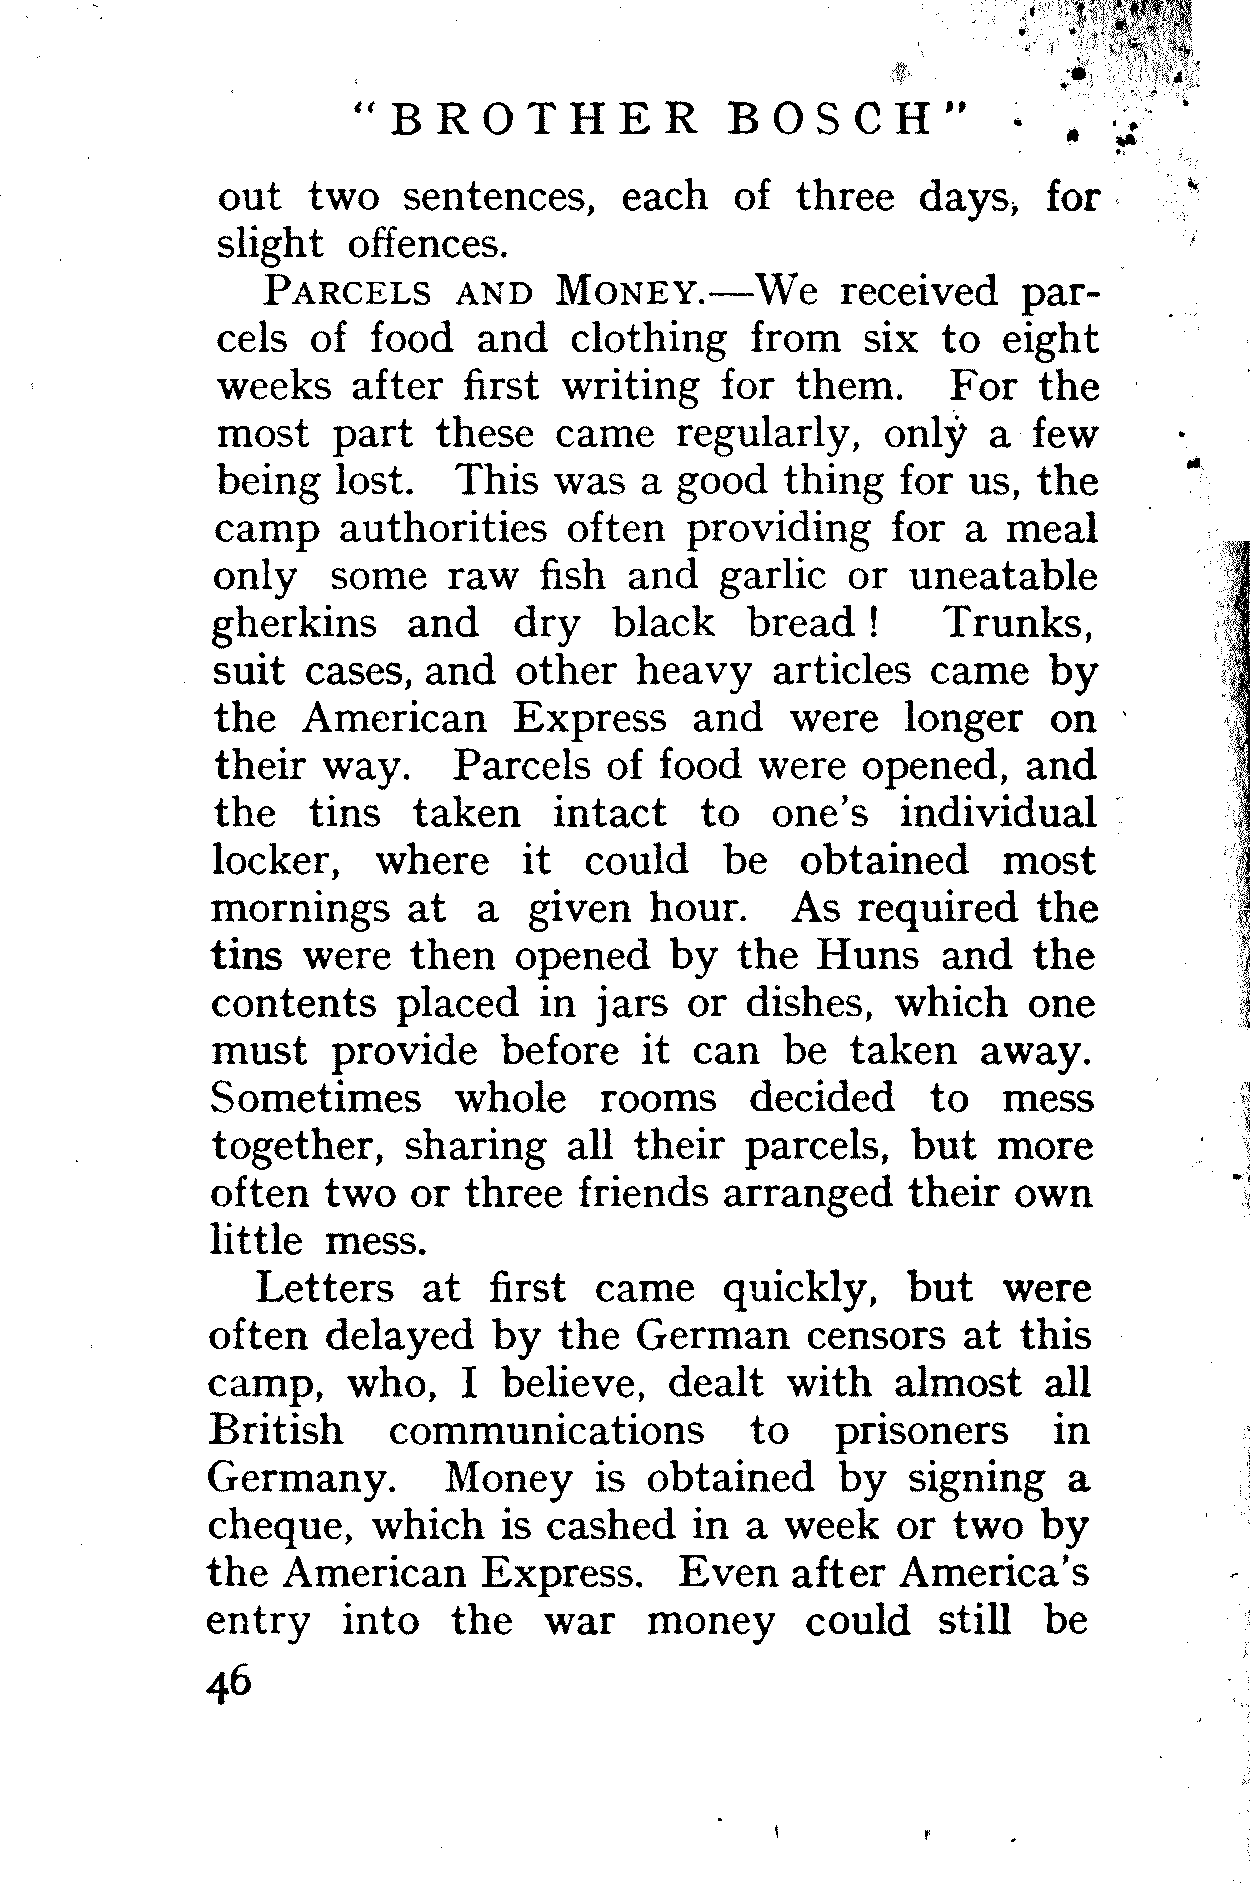 "BROTHER BOSCH"
out two sentences, each of three days, for
slight offences.
PARCELS AND MONEY.—We received par-
cels of food and clothing from six to eight
weeks after first writing for them. For the
most part these came regularly, only a few
being lost. This was a good thing for us, the
camp authorities often providing for a meal
only some raw fish and garlic or uneatable
gherkins and dry black bread ! Trunks,
suit cases, and other heavy articles came by
the American Express and were longer on
their way. Parcels of food were opened, and
the tins taken intact to one's individual
locker, where it could be obtained most
mornings at a given hour. As required the
tins were then opened by the Huns and the
contents placed in jars or dishes, which one
must provide before it can be taken away.
Sometimes whole rooms decided to mess
together, sharing all their parcels, but more
often two or three friends arranged their own
little mess.
Letters at first came quickly, but were
often delayed by the German censors at this
camp, who, I believe, dealt with almost all
British communications to prisoners in
Germany. Money is obtained by signing a
cheque, which is cashed in a week or two by
the American Express. Even after America's
entry into the war money could still be
46